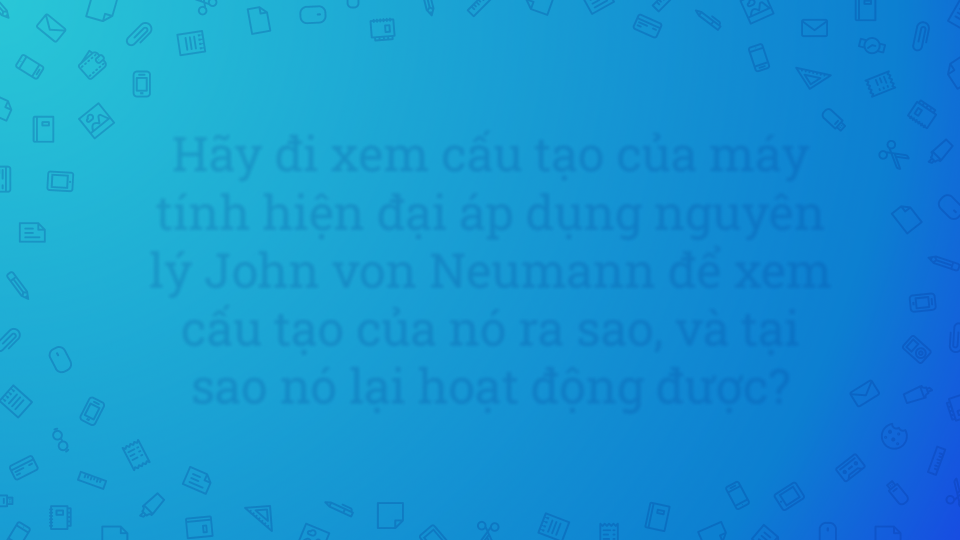 Hãy đi xem cấu tạo của máy
tính hiện đại áp dụng nguyên
lý John von Neumann để xem
cấu tạo của nó ra sao, và tại
sao nó lại hoạt động được?